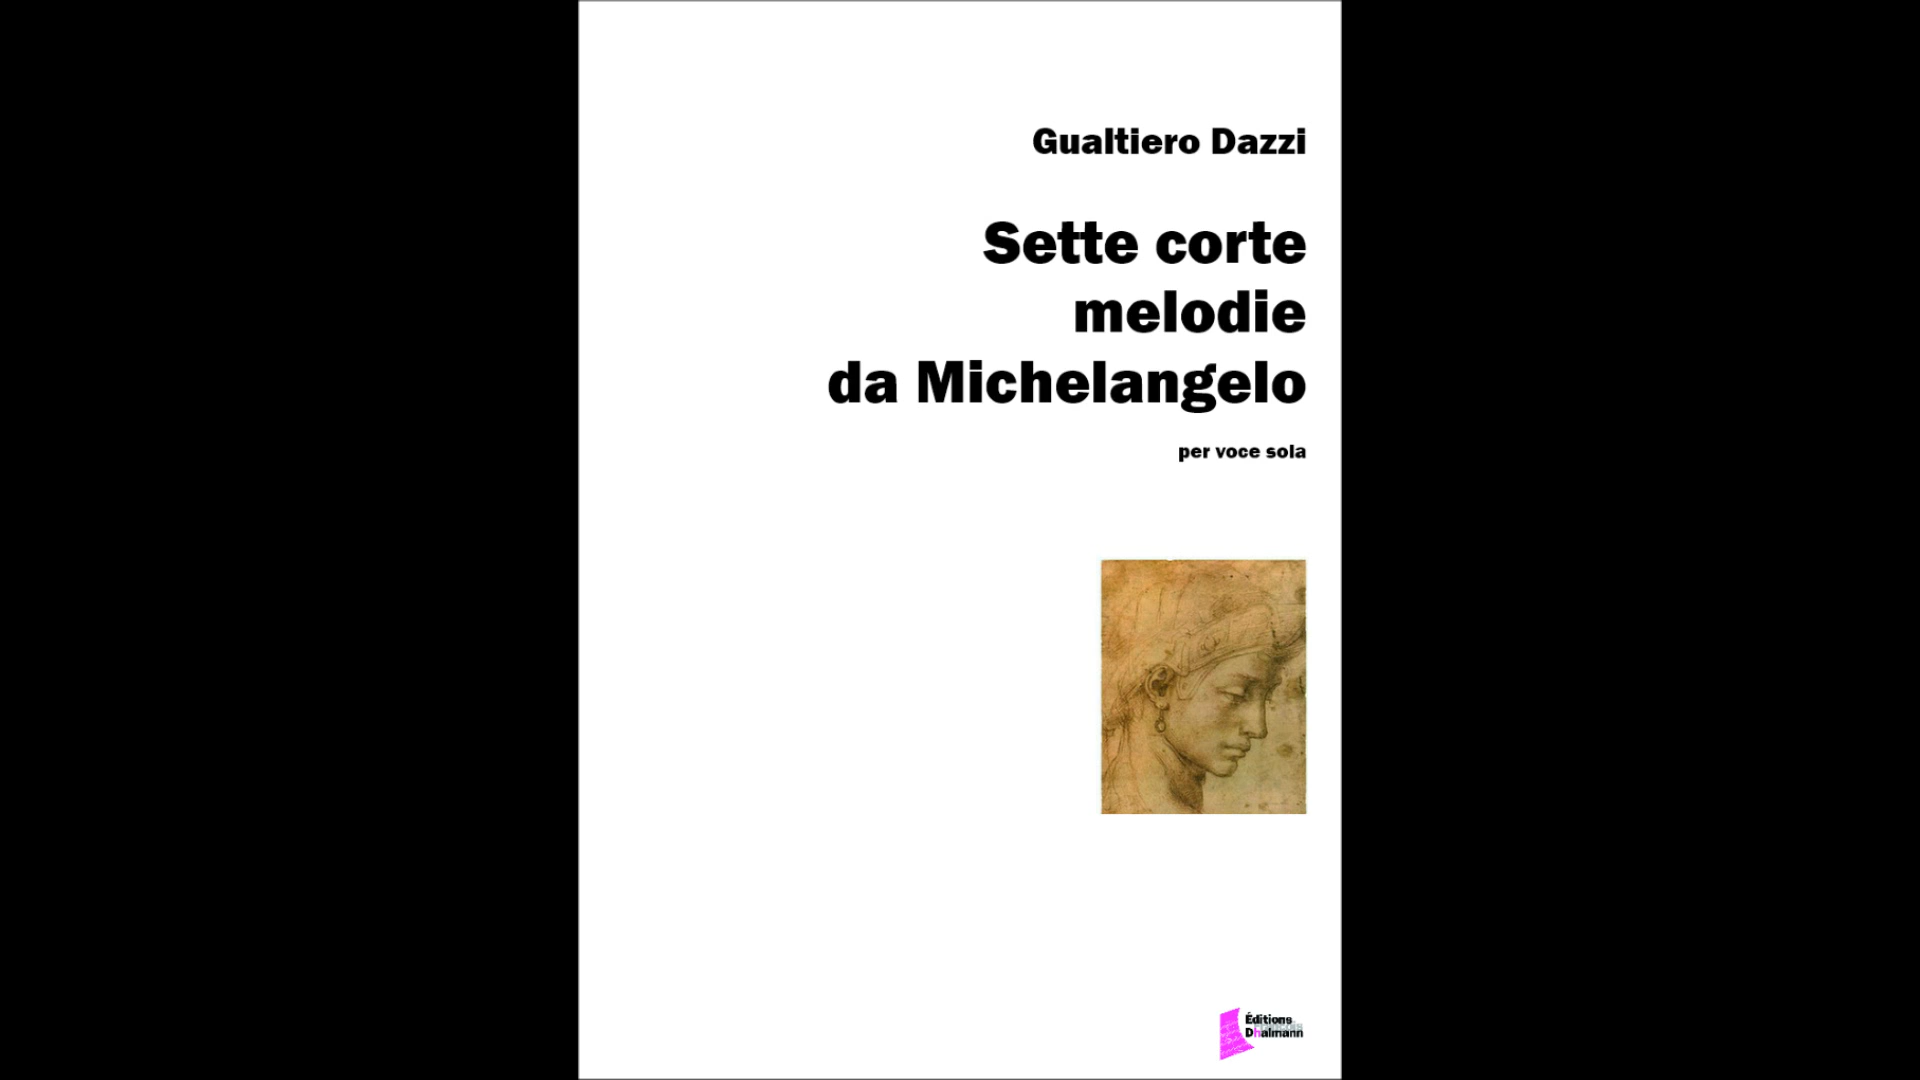 Gualtiero Dazzi
Sette corte
melodie
da Michelangelo
per voce sola
Éditions
Dhalmann